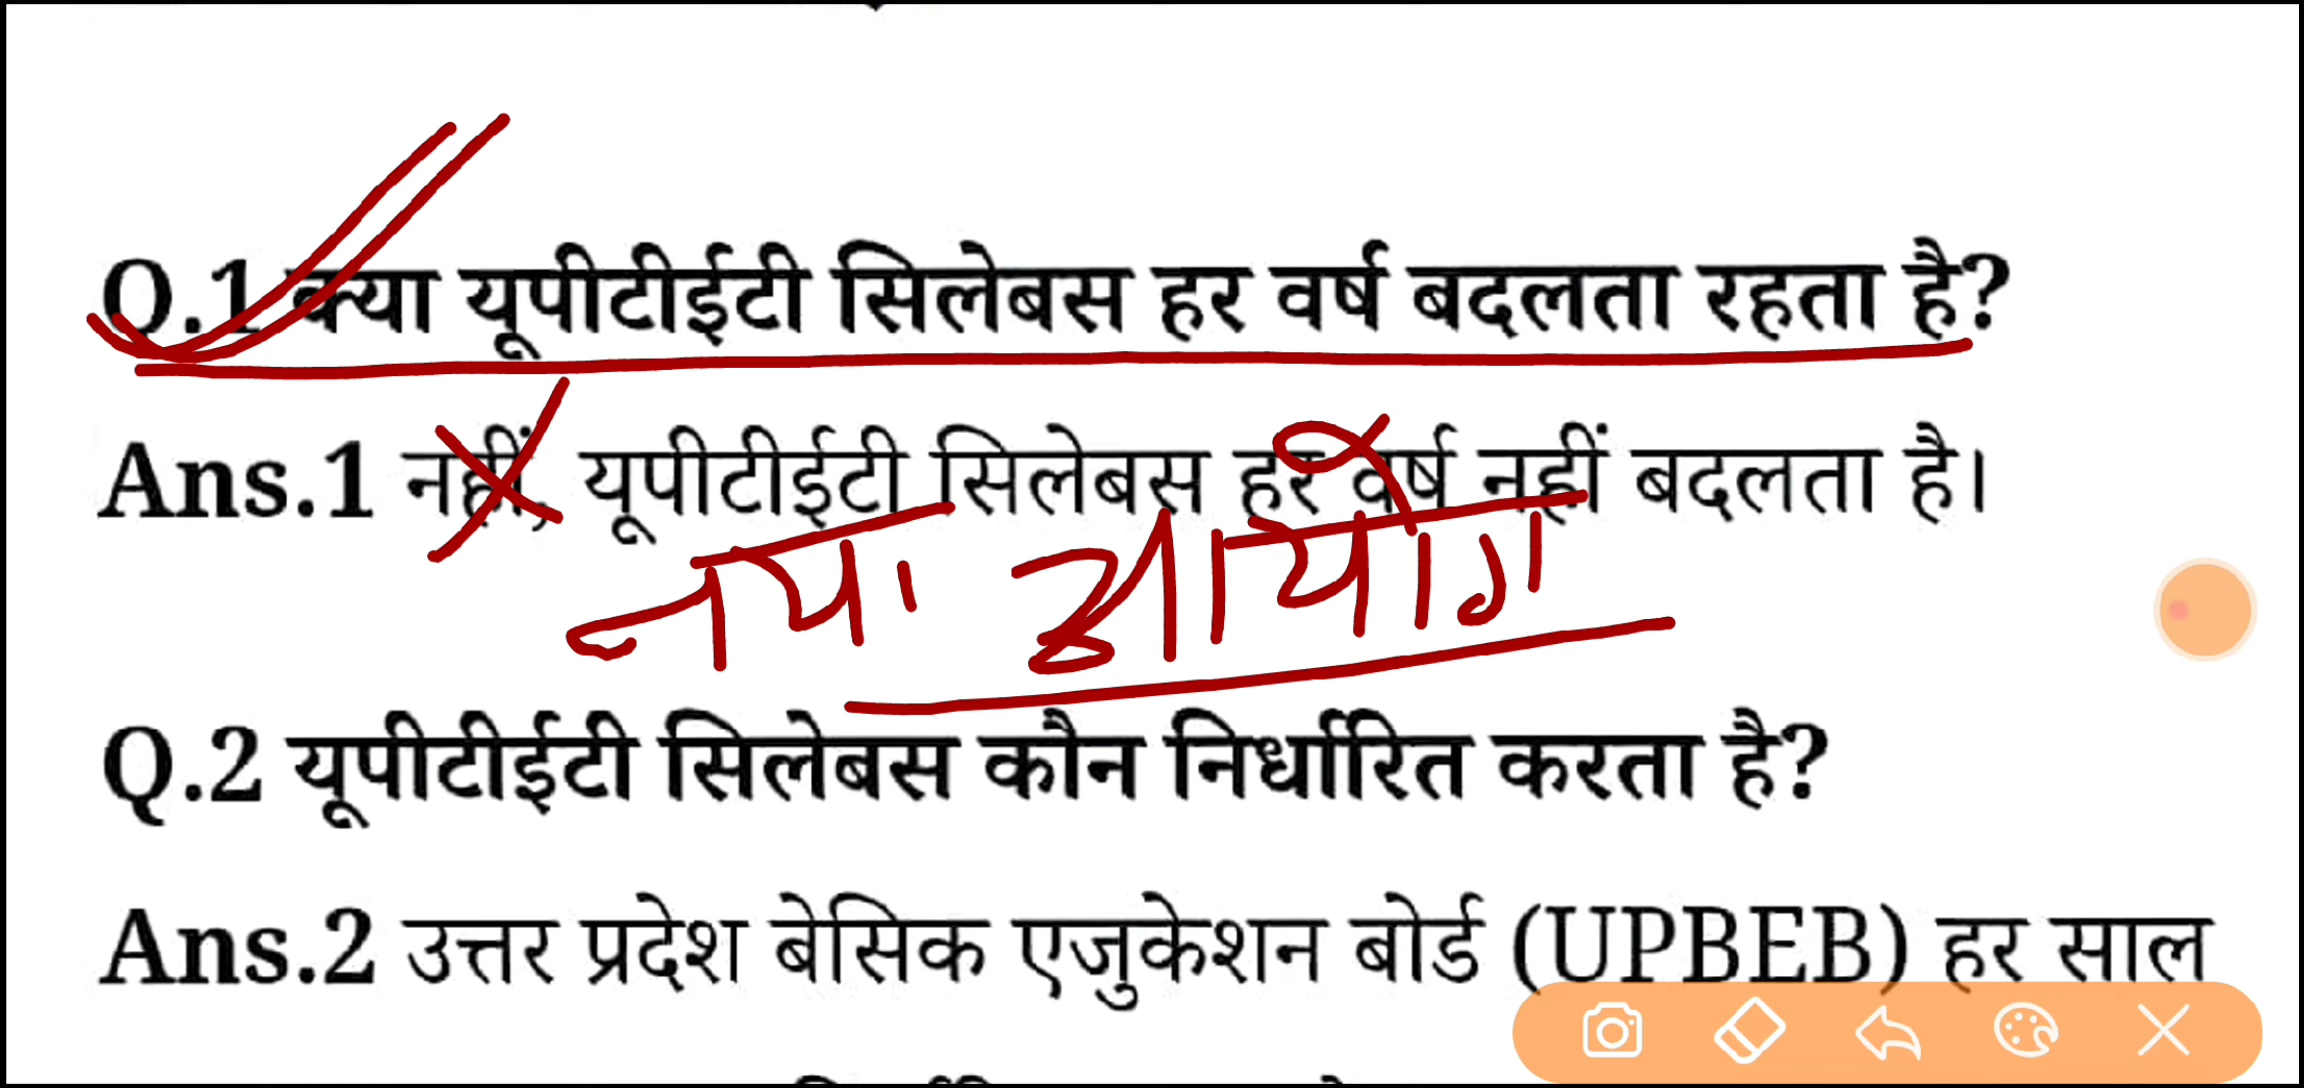 Q.1 क्या यूपीटीईटी सिलेबस हर वर्ष बदलता रहता है?
Ans.1 नहीं, यूपीटीईटी सिलेबस हर वर्ष नहीं बदलता है।
नया आयोग
Q.2 यूपीटीईटी सिलेबस कौन निर्धारित करता है?
Ans.2 उत्तर प्रदेश बेसिक एजुकेशन बोर्ड (UPBEB) हर साल